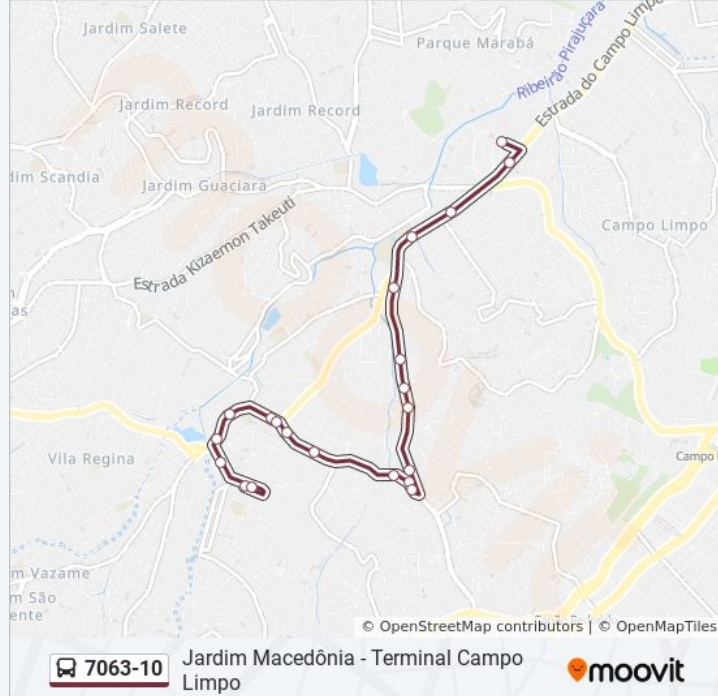 Jardim Salete
Parque Marabá
Ribeirão Pirajuçara
Estrada do Campo Limpo
Jardim Record
Jardim Record
dim Scandia
Jardim Guaciara
Estrada Kizaemon Takeuti
Campo Limpo
as
Vila Regina
Campo
m Vazame
m São
ente
© OpenStreetMap contributors | © OpenMapTiles
7063-10
Jardim Macedônia - Terminal Campo
Limpo
moovit